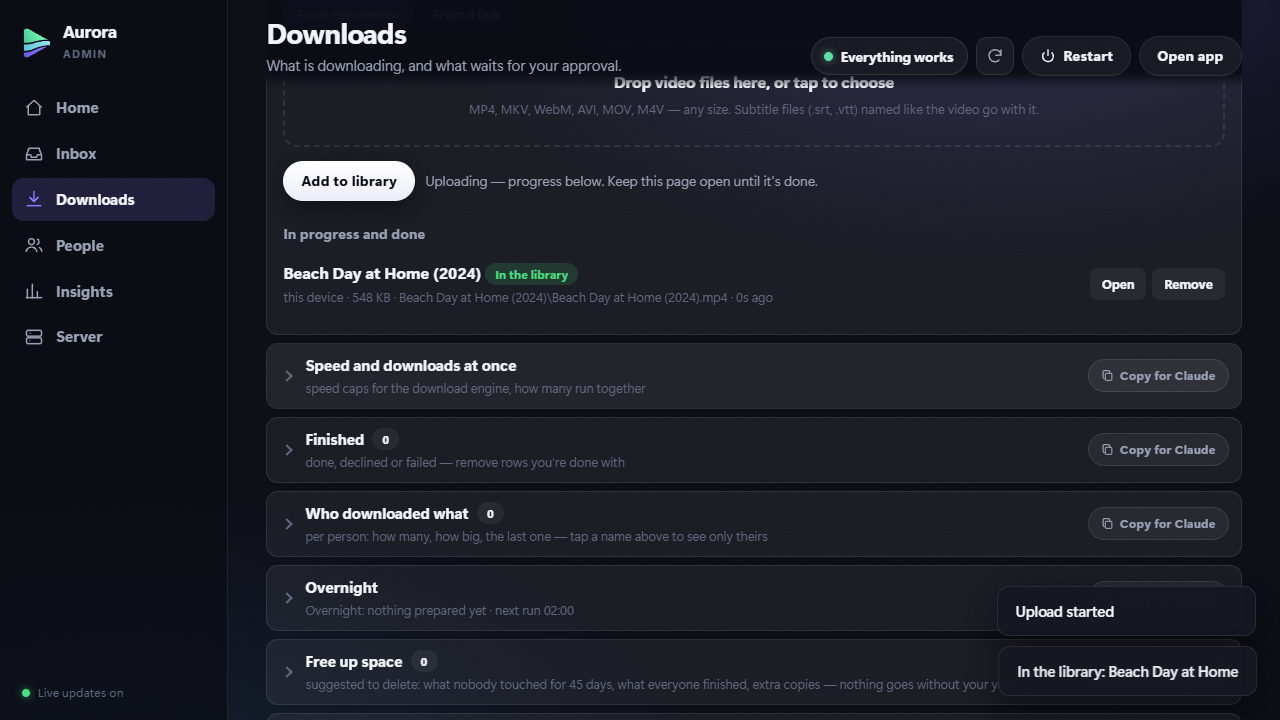 Aurora
ADMIN
Home
Inbox
Downloads
People
Insights
Server
Live updates on
From this device
From a link
Downloads
What is downloading, and what waits for your approval.
Everything works
Restart
Open app
Drop video files here, or tap to choose
MP4, MKV, WebM, AVI, MOV, M4V — any size. Subtitle files (.srt, .vtt) named like the video go with it.
Add to library
Uploading — progress below. Keep this page open until it's done.
In progress and done
Beach Day at Home (2024) In the library
this device · 548 KB · Beach Day at Home (2024)\Beach Day at Home (2024).mp4 · 0s ago
Open
Remove
Speed and downloads at once
speed caps for the download engine, how many run together
Copy for Claude
Finished 0
done, declined or failed — remove rows you're done with
Copy for Claude
Who downloaded what 0
per person: how many, how big, the last one — tap a name above to see only theirs
Copy for Claude
Overnight
Overnight: nothing prepared yet · next run 02:00
Free up space 0
suggested to delete: what nobody touched for 45 days, what everyone finished, extra copies — nothing goes without your
Upload started
In the library: Beach Day at Home